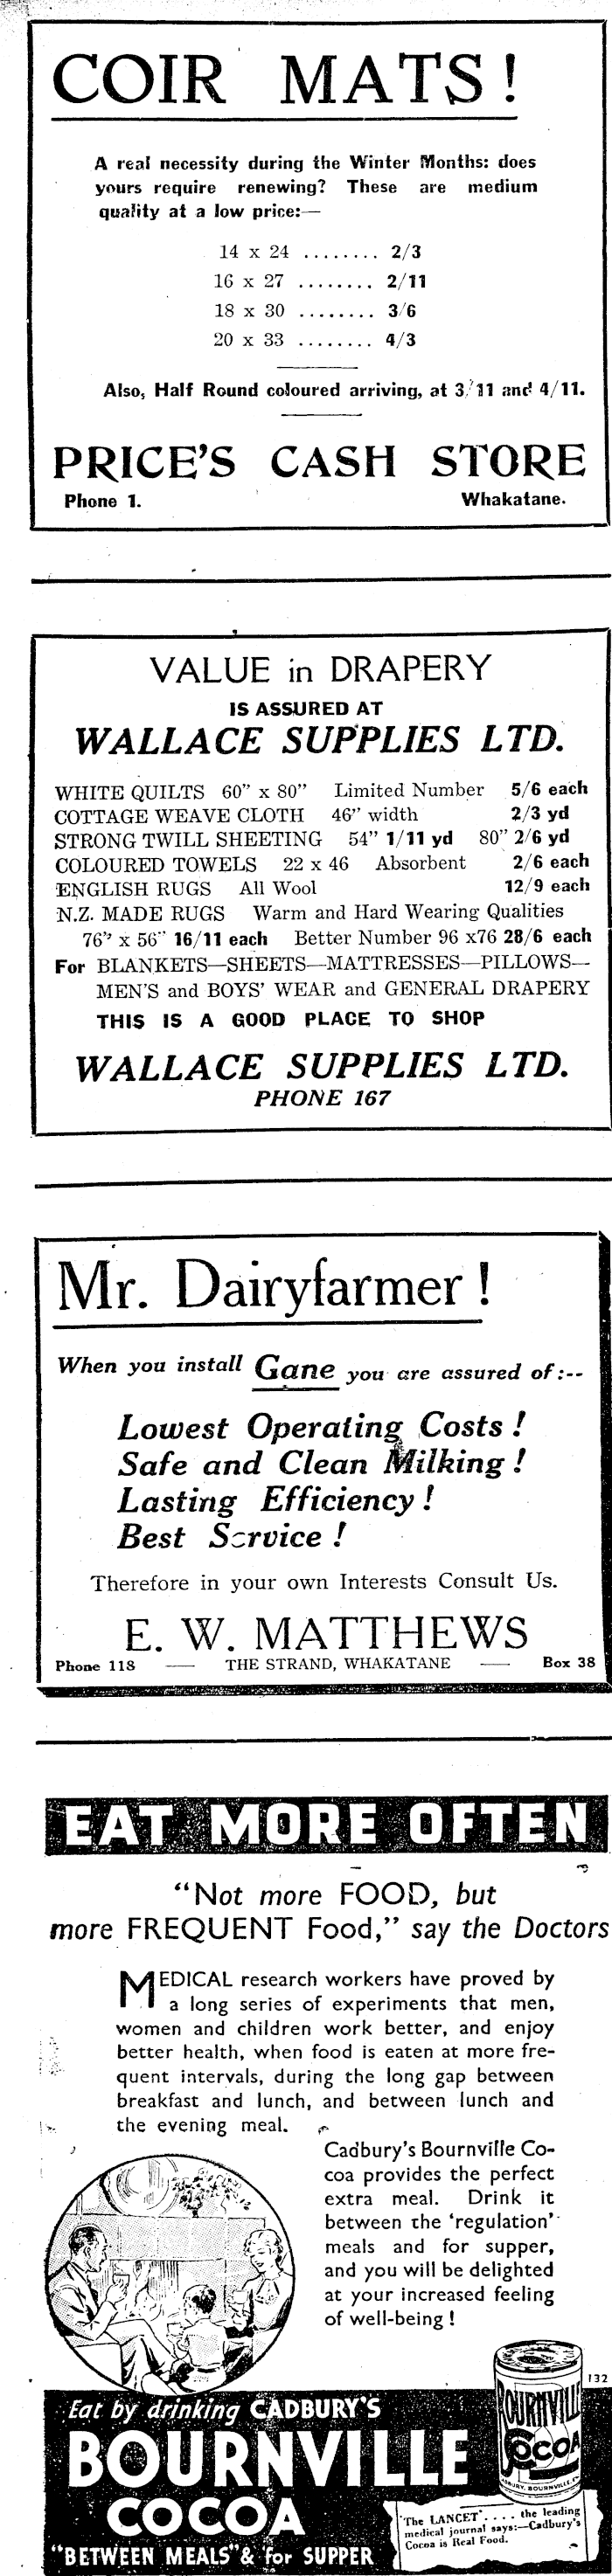 COIR MATS!
A real necessity during the Winter Months: does
yours require renewing? These are medium
quality at a low price:—
14 x 24 ........ 2/3
16 x 27 ........ 2/11
18 x 30 ........ 3/6
20 x 33 ........ 4/3
Also, Half Round coloured arriving, at 3/11 and 4/11.
PRICE'S CASH STORE
Phone 1. Whakatane.
VALUE in DRAPERY
IS ASSURED AT
WALLACE SUPPLIES LTD.
WHITE QUILTS 60" x 80" Limited Number 5/6 each
COTTAGE WEAVE CLOTH 46" width 2/3 yd
STRONG TWILL SHEETING 54" 1/11 yd 80" 2/6 yd
COLOURED TOWELS 22 x 46 Absorbent 2/6 each
ENGLISH RUGS All Wool 12/9 each
N.Z. MADE RUGS Warm and Hard Wearing Qualities
76" x 56" 16/11 each Better Number 96 x76 28/6 each
For BLANKETS—SHEETS—MATTRESSES—PILLOWS—
MEN'S and BOYS' WEAR and GENERAL DRAPERY
THIS IS A GOOD PLACE TO SHOP
WALLACE SUPPLIES LTD.
PHONE 167
Mr. Dairyfarmer!
When you install Gane you are assured of:--
Lowest Operating Costs!
Safe and Clean Milking!
Lasting Efficiency!
Best Service!
Therefore in your own Interests Consult Us.
E. W. MATTHEWS
Phone 118 — THE STRAND, WHAKATANE — Box 38
EAT MORE OFTEN
"Not more FOOD, but
more FREQUENT Food," say the Doctors
MEDICAL research workers have proved by
a long series of experiments that men,
women and children work better, and enjoy
better health, when food is eaten at more fre-
quent intervals, during the long gap between
breakfast and lunch, and between lunch and
the evening meal.
Cadbury's Bournville Co-
coa provides the perfect
extra meal. Drink it
between the 'regulation'
meals and for supper,
and you will be delighted
at your increased feeling
of well-being!
132
Eat by drinking CADBURY'S
BOURNVILLE
COCOA
"BETWEEN MEALS" & for SUPPER
BOURNVILLE
COCOA
CADBURY, BOURNVILLE
'The LANCET' .... the leading
medical journal says:—Cadbury's
Cocoa is Real Food.